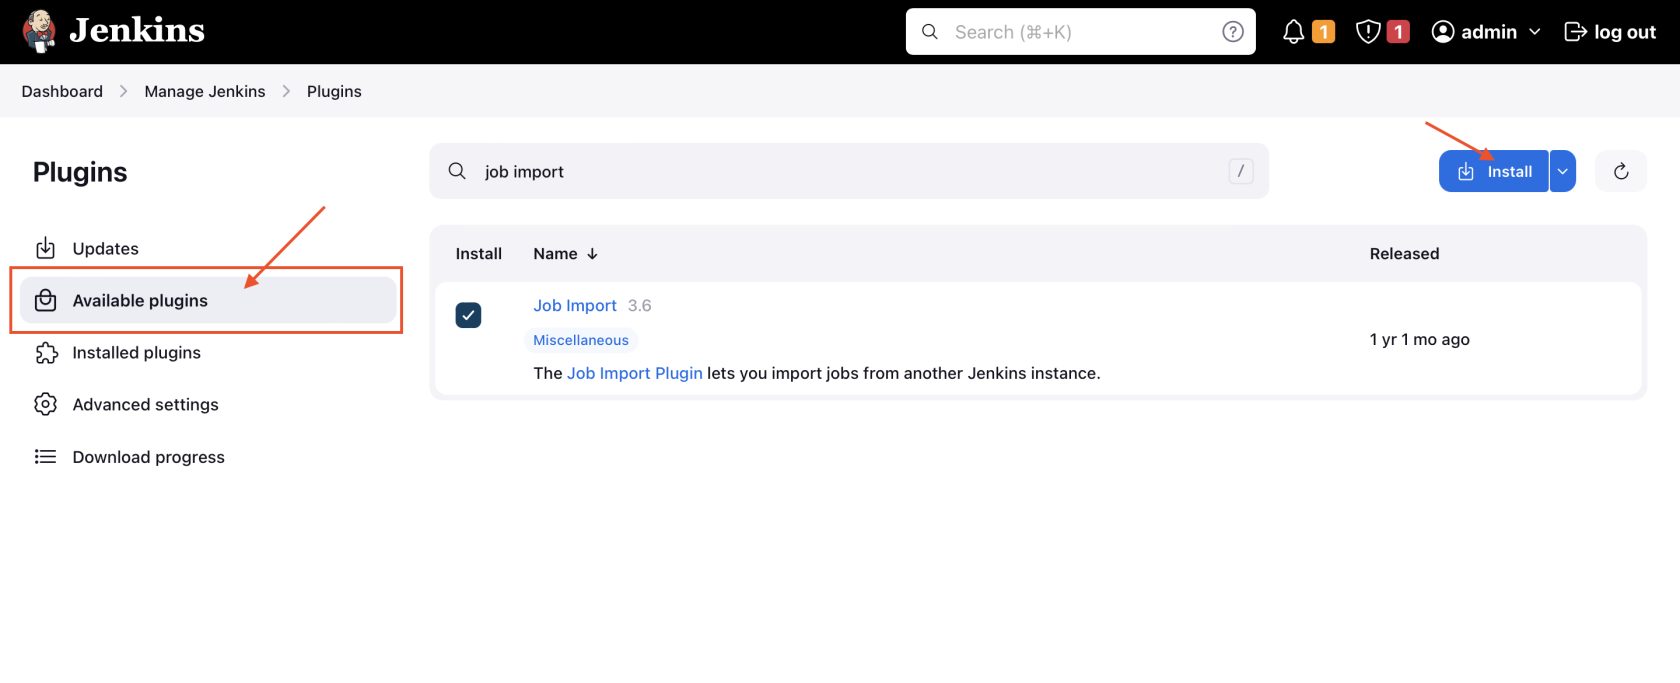 Jenkins
Search (⌘+K)
?
1
1
admin
log out
Dashboard
Manage Jenkins
Plugins
Plugins
job import
/
Install
Updates
Available plugins
Installed plugins
Advanced settings
Download progress
Install Name ↓ Released
Job Import 3.6
Miscellaneous
1 yr 1 mo ago
The Job Import Plugin lets you import jobs from another Jenkins instance.